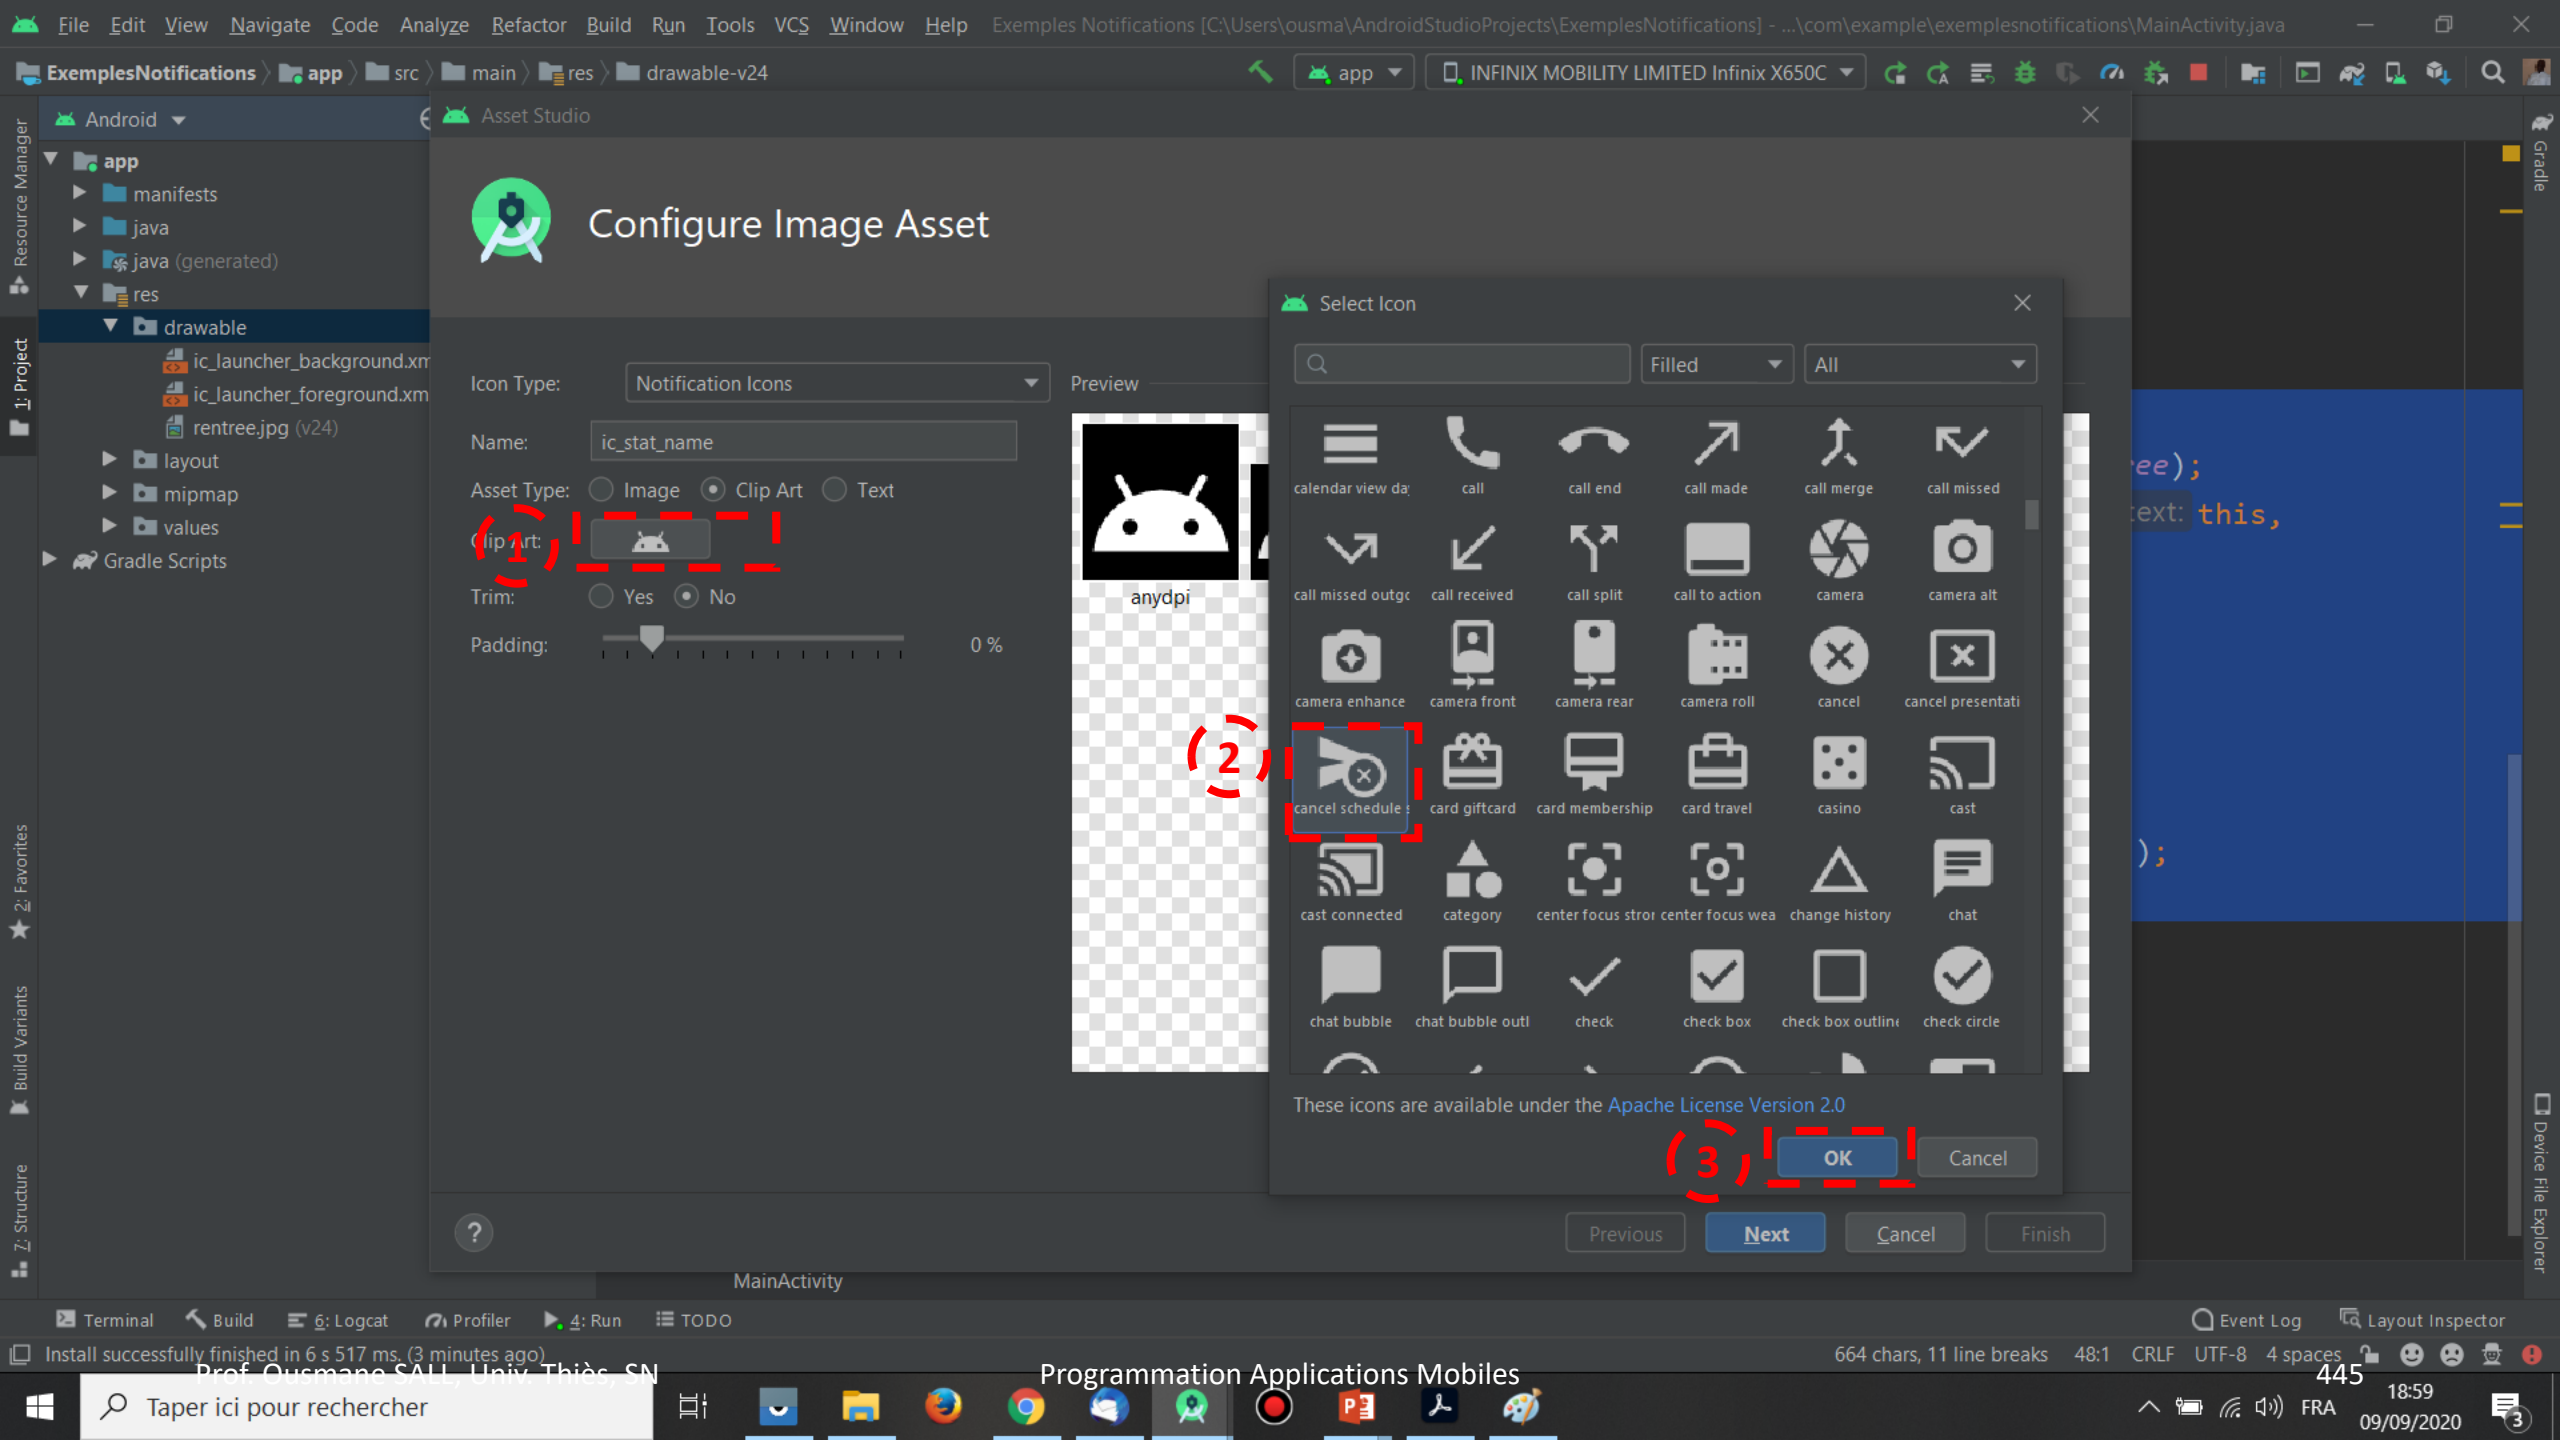 File Edit View Navigate Code Analyze Refactor Build Run Tools VCS Window Help Exemples Notifications [C:\Users\ousma\AndroidStudioProjects\ExemplesNotifications] - ...\com\example\exemplesnotifications\MainActivity.java
ExemplesNotifications app src main res drawable-v24 app INFINIX MOBILITY LIMITED Infinix X650C
Android
Asset Studio
Resource Manager
1: Project
2: Favorites
Build Variants
7: Structure
Gradle
Device File Explorer
app
manifests
java
java (generated)
res
drawable
ic_launcher_background.xm
ic_launcher_foreground.xm
rentree.jpg (v24)
layout
mipmap
values
Gradle Scripts
Configure Image Asset
Icon Type: Notification Icons
Name: ic_stat_name
Asset Type: Image Clip Art Text
Clip Art:
1
Trim: Yes No
Padding: 0 %
Preview
anydpi
2
Select Icon
Filled All
calendar view da call call end call made call merge call missed
call missed outgo call received call split call to action camera camera alt
camera enhance camera front camera rear camera roll cancel cancel presentati
cancel schedule s card giftcard card membership card travel casino cast
cast connected category center focus stror center focus wea change history chat
chat bubble chat bubble outl check check box check box outline check circle
These icons are available under the Apache License Version 2.0
3
OK Cancel
Previous Next Cancel Finish
ee);
text: this,
);
MainActivity
Terminal Build 6: Logcat Profiler 4: Run TODO Event Log Layout Inspector
Install successfully finished in 6 s 517 ms. (3 minutes ago) 664 chars, 11 line breaks 48:1 CRLF UTF-8 4 spaces
Prof. Ousmane SALL, Univ. Thiès, SN Programmation Applications Mobiles 445
Taper ici pour rechercher
FRA
18:59
09/09/2020
3